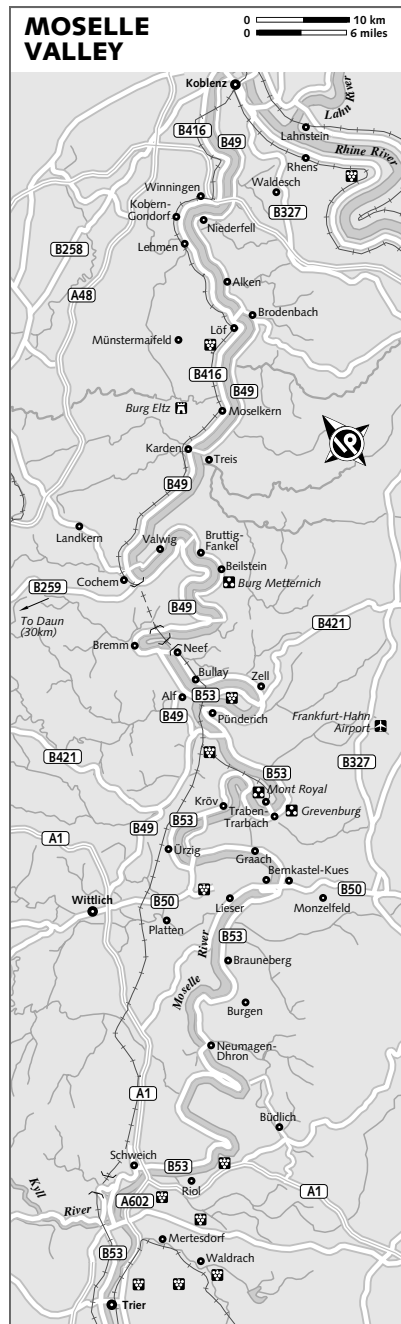 MOSELLE
VALLEY
0 10 km
0 6 miles
Koblenz
Lahn River
B416
B49
Lahnstein
Rhine River
Rhens
Winningen
Waldesch
Kobern-
Gondorf
B327
Niederfell
Lehmen
B258
Alken
A48
Brodenbach
Löf
Münstermaifeld
B416
B49
Burg Eltz
Moselkern
Karden
Treis
B49
Landkern
Valwig
Bruttig-
Fankel
Beilstein
Cochem
Burg Metternich
B259
To Daun
(30km)
B49
B421
Bremm
Neef
Bullay
Zell
Alf
B53
Pünderich
B49
Frankfurt-Hahn
Airport
B421
B53
B327
Mont Royal
Kröv
Traben-
Trarbach
Grevenburg
B49
B53
A1
Ürzig
Graach
Bernkastel-Kues
B50
Wittlich
B50
Lieser
Monzelfeld
Platten
B53
Moselle River
Brauneberg
Burgen
Neumagen-
Dhron
A1
Büdlich
Schweich
B53
Kyll
River
Riol
A1
A602
Mertesdorf
B53
Waldrach
Trier